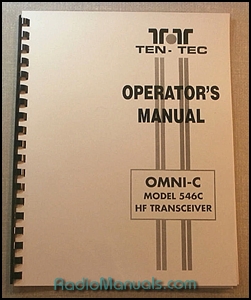 TEN-TEC
OPERATOR'S
MANUAL
OMNI-C
MODEL 546C
HF TRANSCEIVER
RadioManuals.com